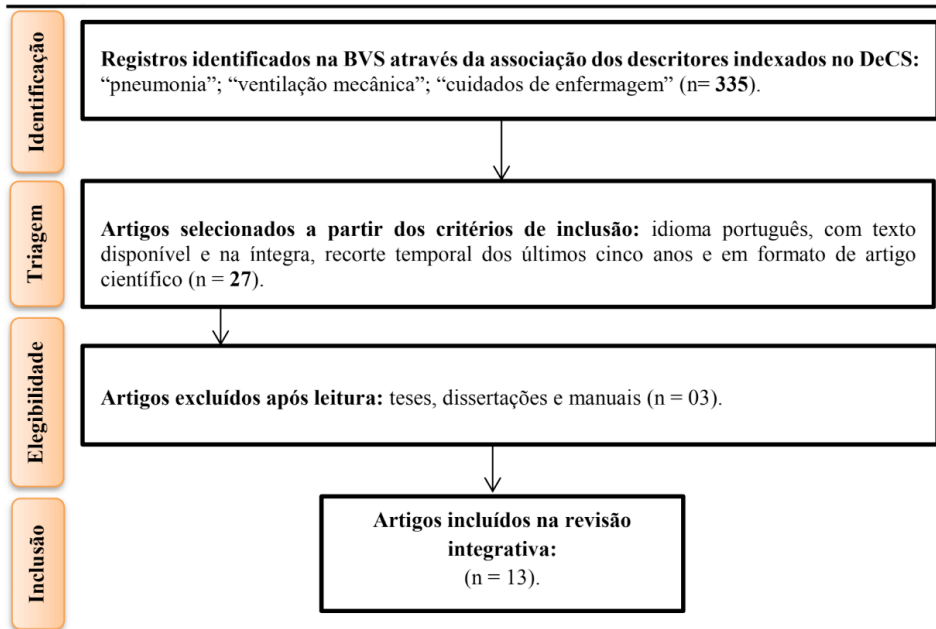 Identificação
Registros identificados na BVS através da associação dos descritores indexados no DeCS:
“pneumonia”; “ventilação mecânica”; “cuidados de enfermagem” (n= 335).
Triagem
Artigos selecionados a partir dos critérios de inclusão: idioma português, com texto
disponível e na íntegra, recorte temporal dos últimos cinco anos e em formato de artigo
científico (n = 27).
Elegibilidade
Artigos excluídos após leitura: teses, dissertações e manuais (n = 03).
Inclusão
Artigos incluídos na revisão
integrativa:
(n = 13).